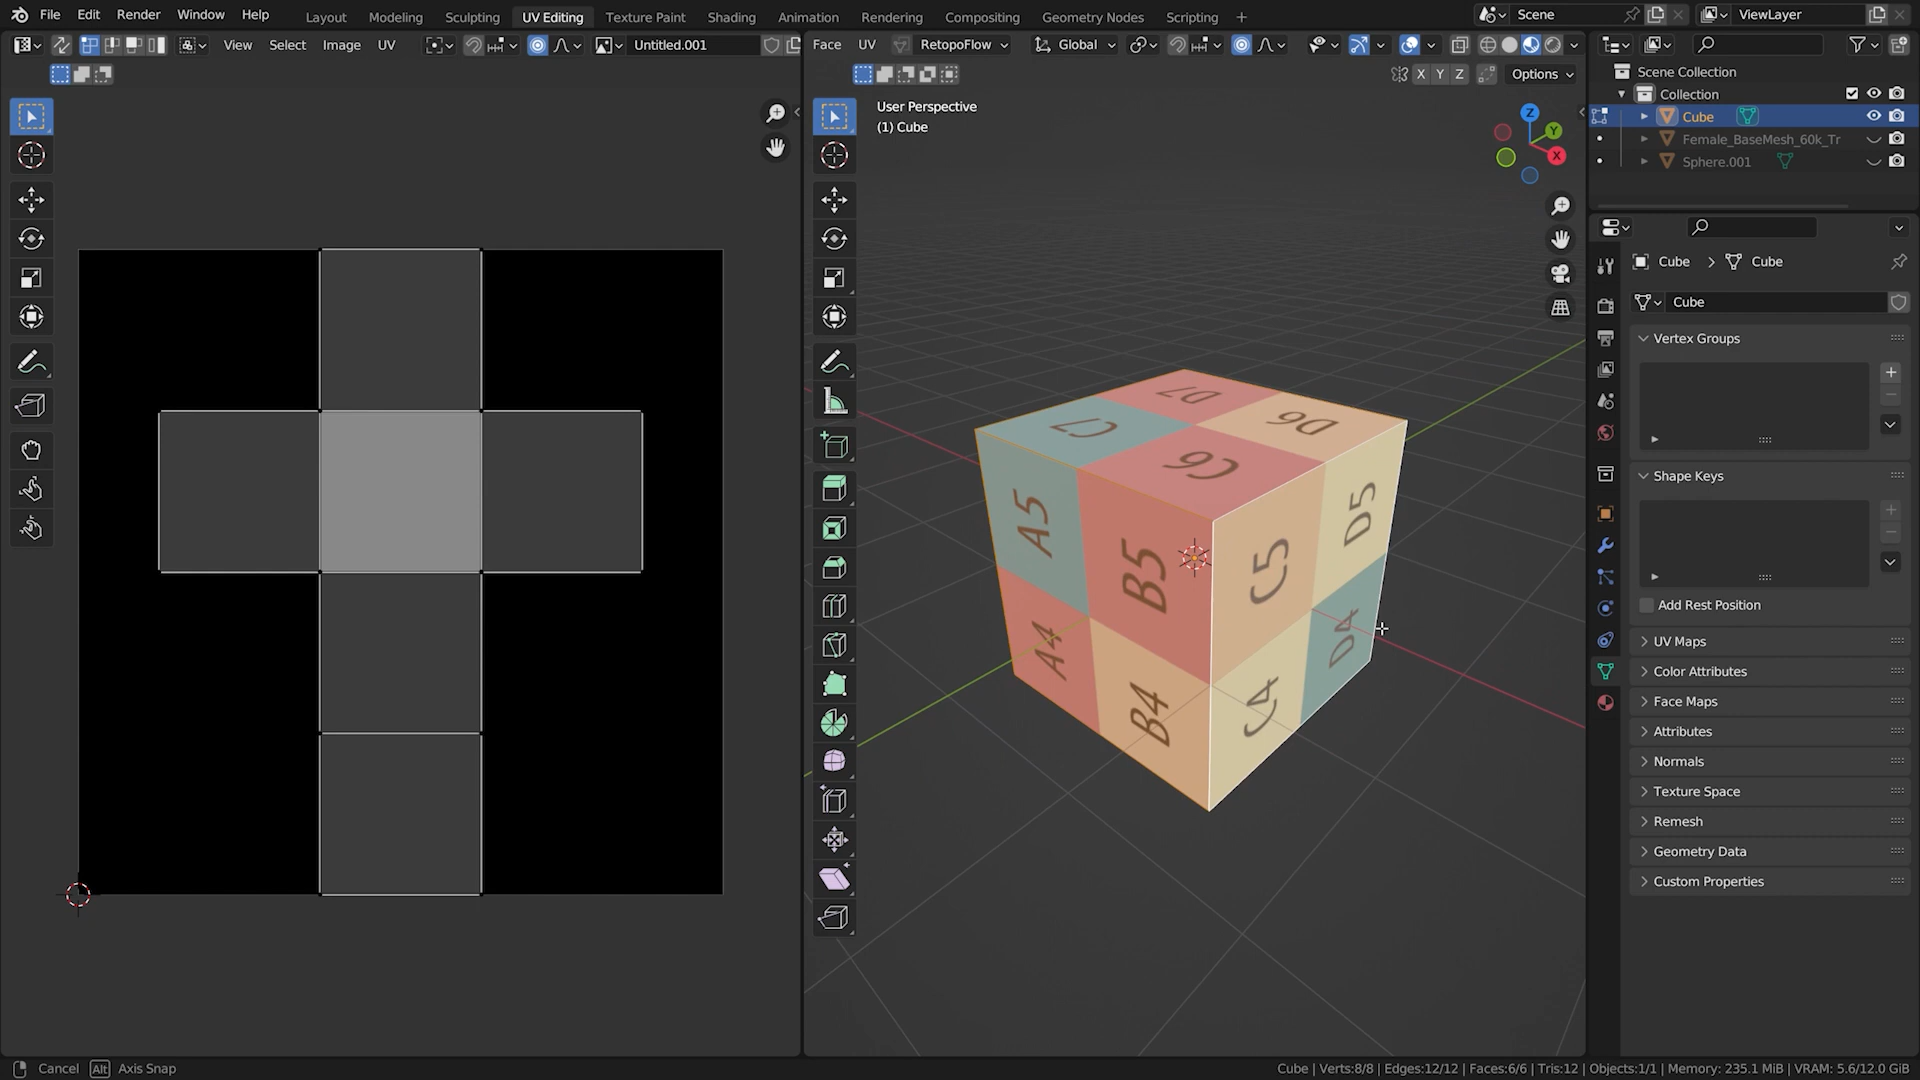 File Edit Render Window Help Layout Modeling Sculpting UV Editing Texture Paint Shading Animation Rendering Compositing Geometry Nodes Scripting + Scene ViewLayer
View Select Image UV Untitled.001 Face UV RetopoFlow Global
X Y Z Options
Scene Collection
Collection
Cube
Female_BaseMesh_60k_Tr
Sphere.001
User Perspective
(1) Cube
Z
Y
X
Cube > Cube
Cube
Vertex Groups
Shape Keys
Add Rest Position
UV Maps
Color Attributes
Face Maps
Attributes
Normals
Texture Space
Remesh
Geometry Data
Custom Properties
D7
C7 D6
C6
A5 B5 C5 D5
A4 B4 C4 D4
Cancel Alt Axis Snap
Cube | Verts:8/8 | Edges:12/12 | Faces:6/6 | Tris:12 | Objects:1/1 | Memory: 235.1 MiB | VRAM: 5.6/12.0 GiB